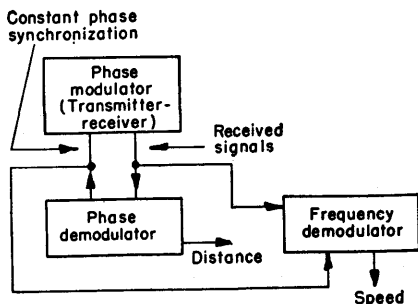 Constant phase
synchronization
Phase
modulator
(Transmitter-
receiver)
Received
signals
Phase
demodulator
Distance
Frequency
demodulator
Speed